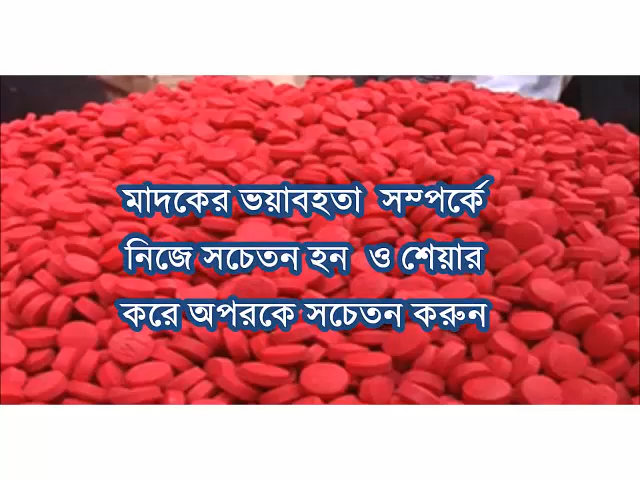 মাদকের ভয়াবহতা সম্পর্কে
নিজে সচেতন হন ও শেয়ার
করে অপরকে সচেতন করুন